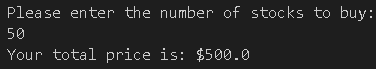 Please enter the number of stocks to buy:
50
Your total price is: $500.0